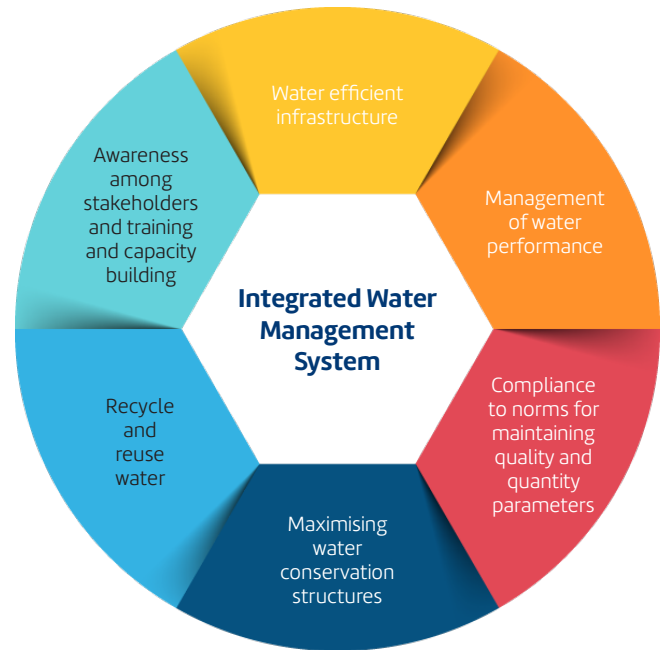 Water efficient
infrastructure
Management
of water
performance
Compliance
to norms for
maintaining
quality and
quantity
parameters
Maximising
water
conservation
structures
Recycle
and
reuse
water
Awareness
among
stakeholders
and training
and capacity
building
Integrated Water
Management
System